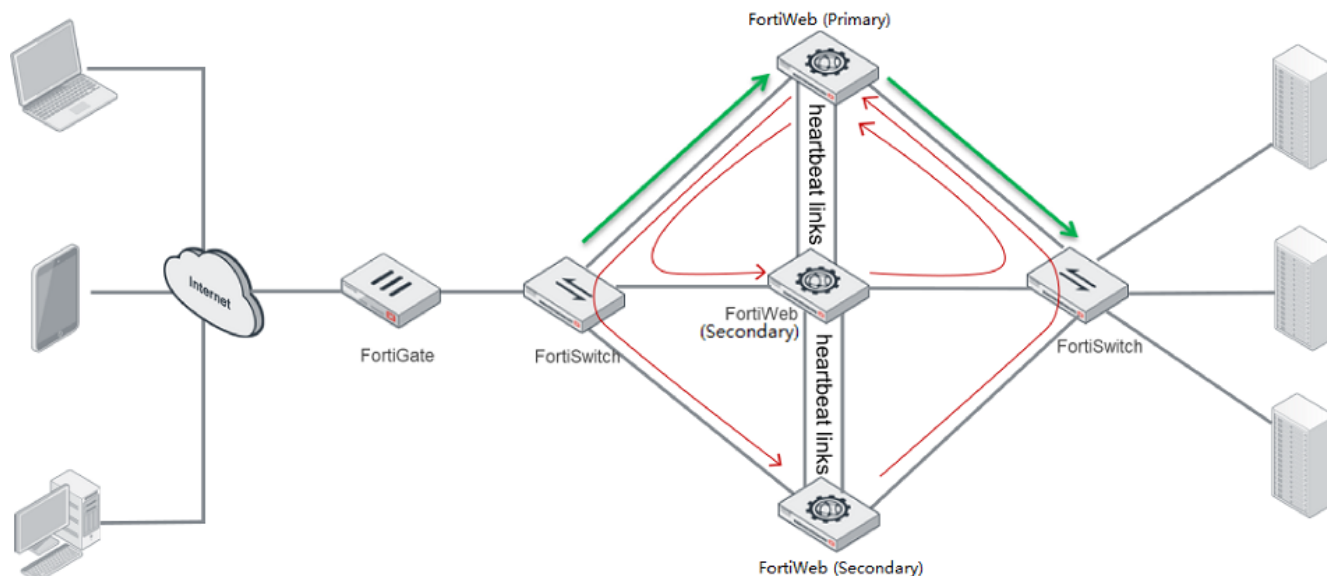 FortiWeb (Primary)
heartbeat links
Internet
FortiGate
FortiSwitch
FortiWeb
(Secondary)
FortiSwitch
heartbeat links
FortiWeb (Secondary)